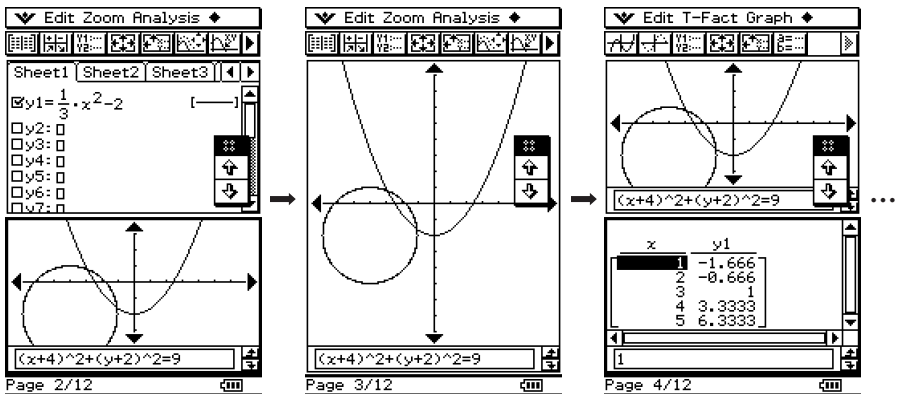 Edit Zoom Analysis ◆
Sheet1 Sheet2 Sheet3
y1=1/3·x²-2 [—]
y2:
y3:
y4:
y5:
y6:
y7:
(x+4)^2+(y+2)^2=9
Page 2/12
Edit Zoom Analysis ◆
(x+4)^2+(y+2)^2=9
Page 3/12
Edit T-Fact Graph ◆
(x+4)^2+(y+2)^2=9
x y1
1 -1.666
2 -0.666
3 1
4 3.3333
5 6.3333
1
Page 4/12
...